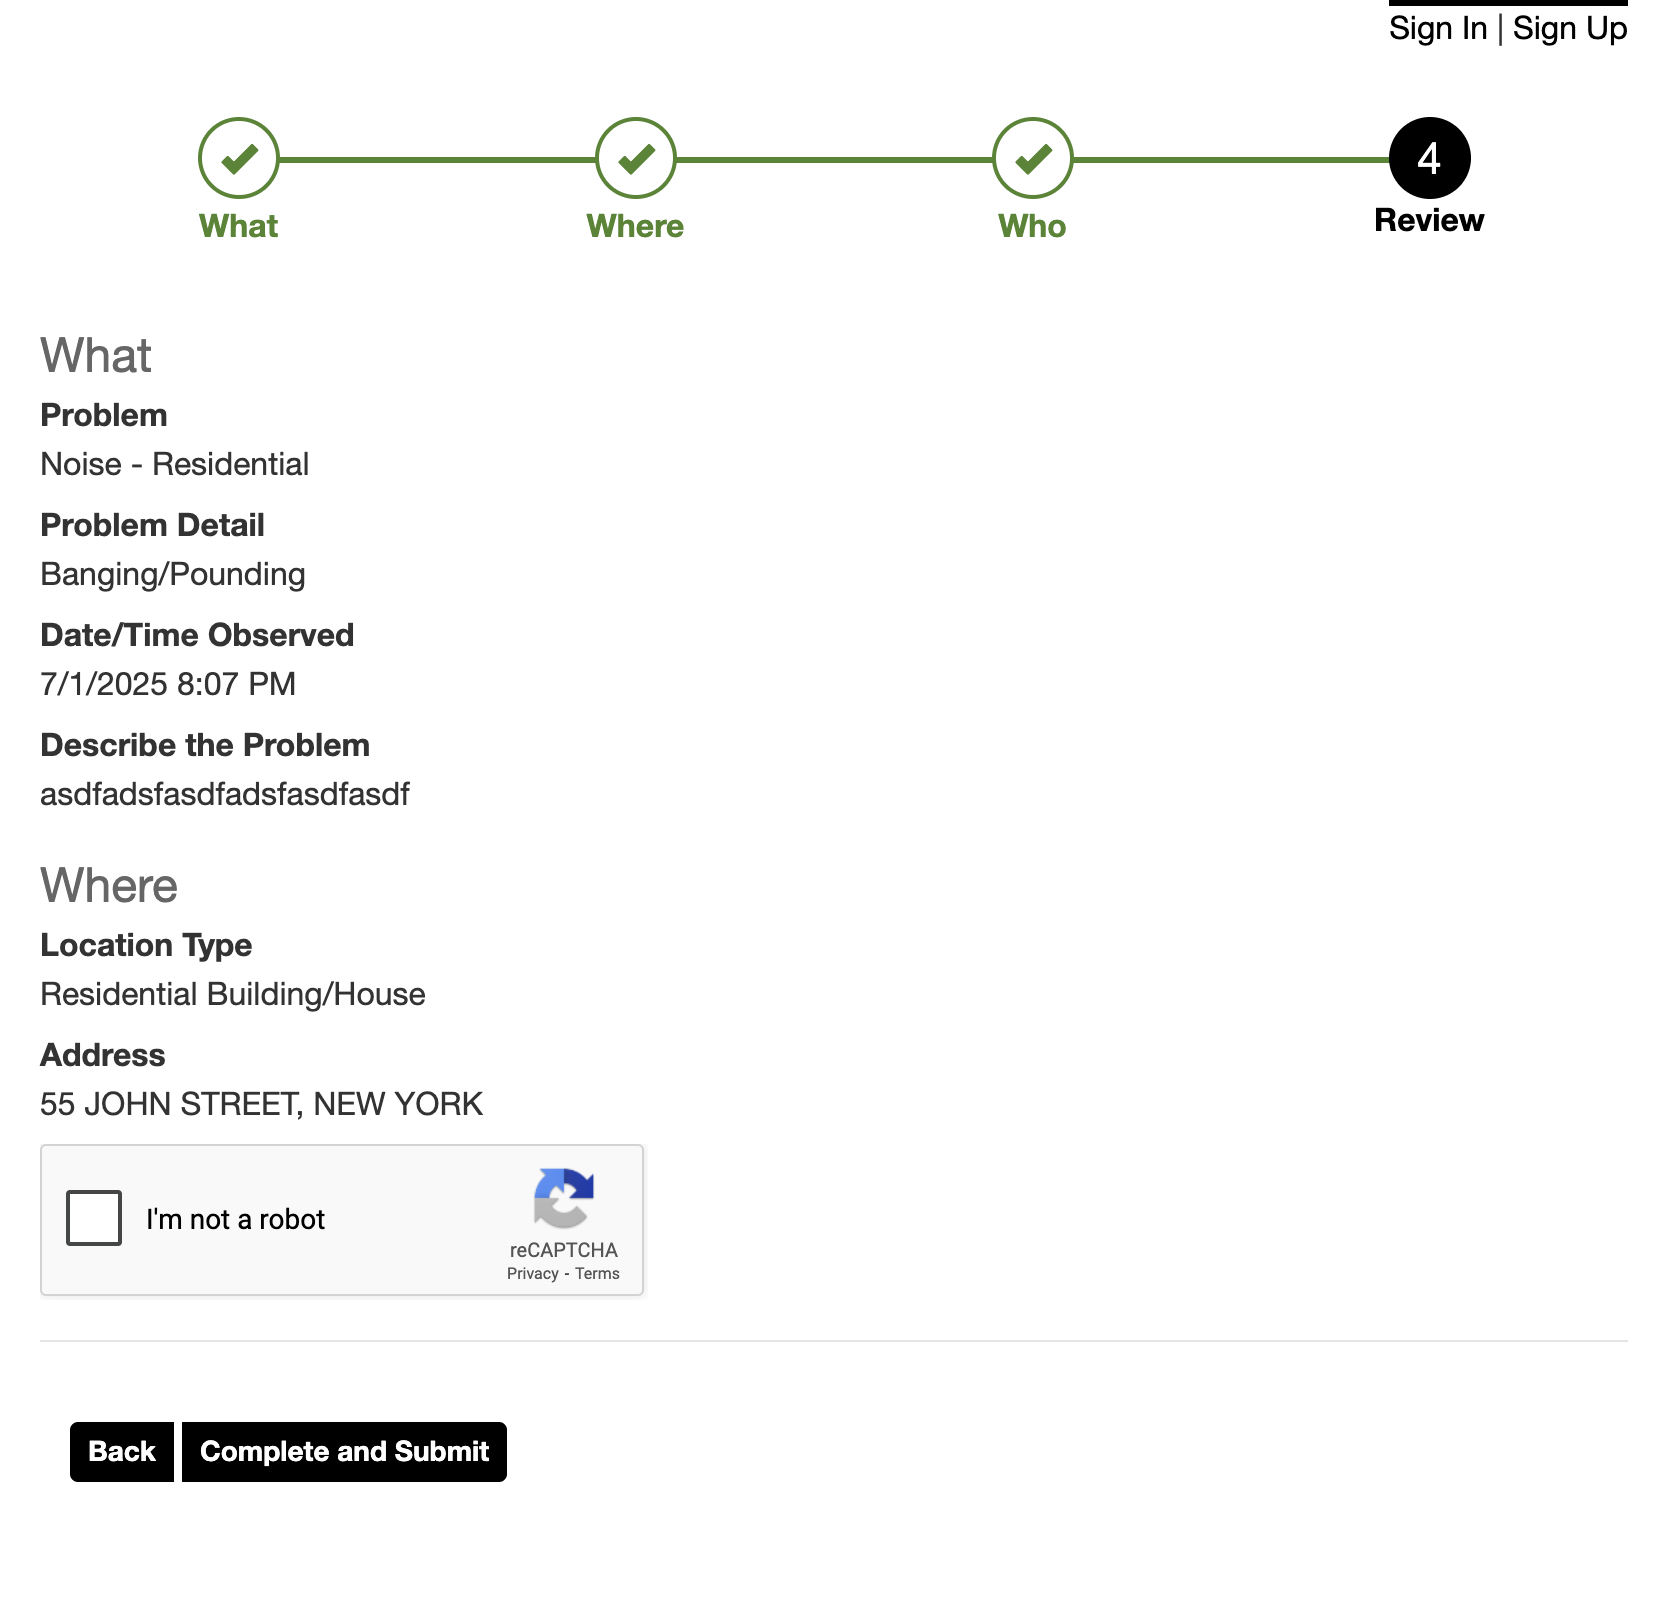 Sign In | Sign Up
4
What
Where
Who
Review
What
Problem
Noise - Residential
Problem Detail
Banging/Pounding
Date/Time Observed
7/1/2025 8:07 PM
Describe the Problem
asdfadsfasdfadsfasdfasdf
Where
Location Type
Residential Building/House
Address
55 JOHN STREET, NEW YORK
I'm not a robot
reCAPTCHA
Privacy - Terms
Back
Complete and Submit